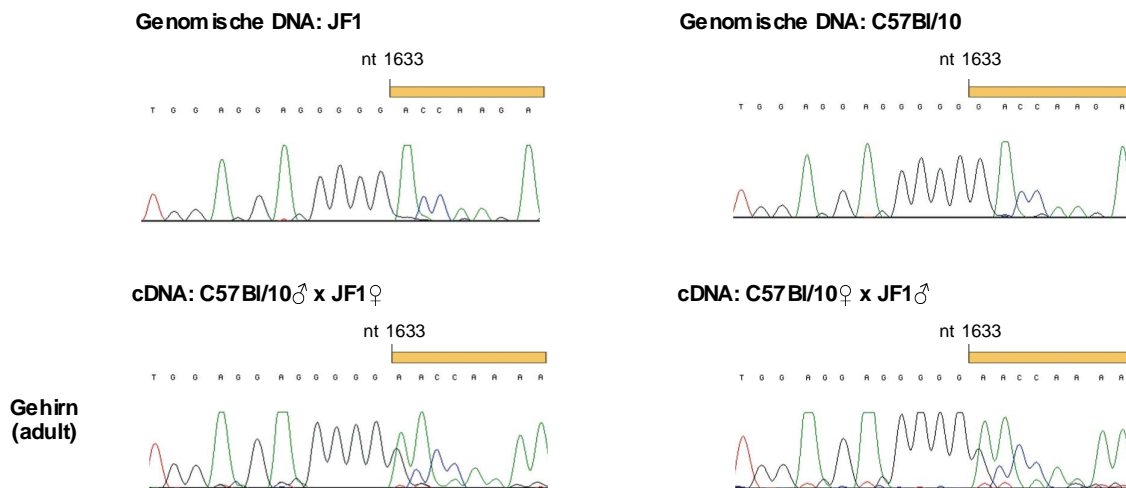 Genomische DNA: JF1
nt 1633
T G G A G G A G G G G G A C C A A G A
Genomische DNA: C57Bl/10
nt 1633
T G G A G G A G G G G G G A C C A A G A
cDNA: C57Bl/10♂ x JF1♀
nt 1633
T G G A G G A G G G G G A A C C A A A A
cDNA: C57Bl/10♀ x JF1♂
nt 1633
T G G A G G A G G G G G A A C C A A A A
Gehirn
(adult)